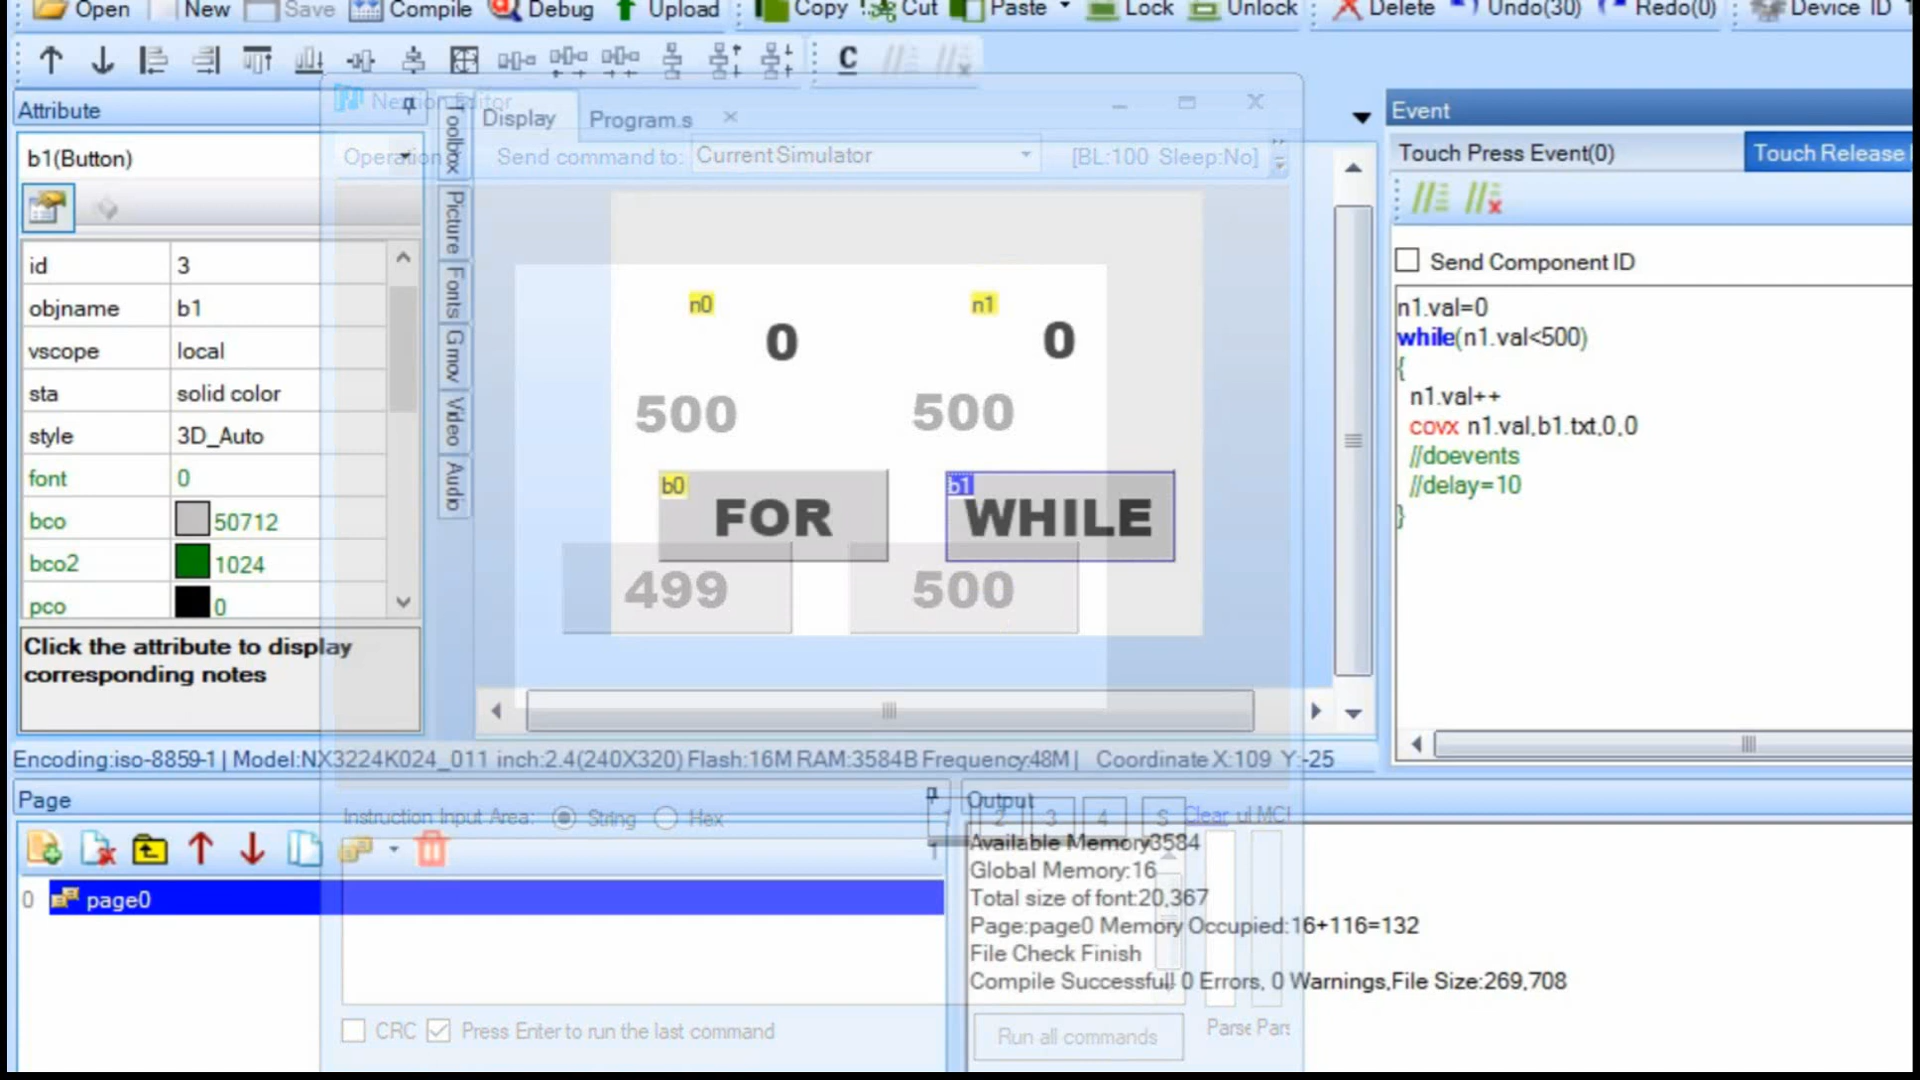 Open New Save Compile Debug Upload Copy Cut Paste Lock Unlock Delete Undo(30) Redo(0) Device ID
C
Attribute
Nextion Editor
Display
Program.s
Event
b1(Button)
Operation
Send command to:
Current Simulator
[BL:100 Sleep:No]
Touch Press Event(0)
Touch Release
Toolbox
Picture
Fonts
Gmov
Video
Audio
id 3
objname b1
vscope local
sta solid color
style 3D_Auto
font 0
bco 50712
bco2 1024
pco 0
Click the attribute to display
corresponding notes
n0
n1
0
0
500
500
b0
FOR
b1
WHILE
499
500
Send Component ID
n1.val=0
while(n1.val<500)
{
n1.val++
covx n1.val,b1.txt,0,0
//doevents
//delay=10
}
Encoding:iso-8859-1 | Model:NX3224K024_011 inch:2.4(240X320) Flash:16M RAM:3584B Frequency:48M | Coordinate X:109 Y:-25
Page
Output
Instruction Input Area: String Hex
1 2 3 4 S
Clear
Available Memory3584
Global Memory:16
Total size of font:20,367
Page:page0 Memory Occupied:16+116=132
File Check Finish
Compile Successful! 0 Errors, 0 Warnings,File Size:269,708
0 page0
CRC
Press Enter to run the last command
Run all commands
Parse Pars